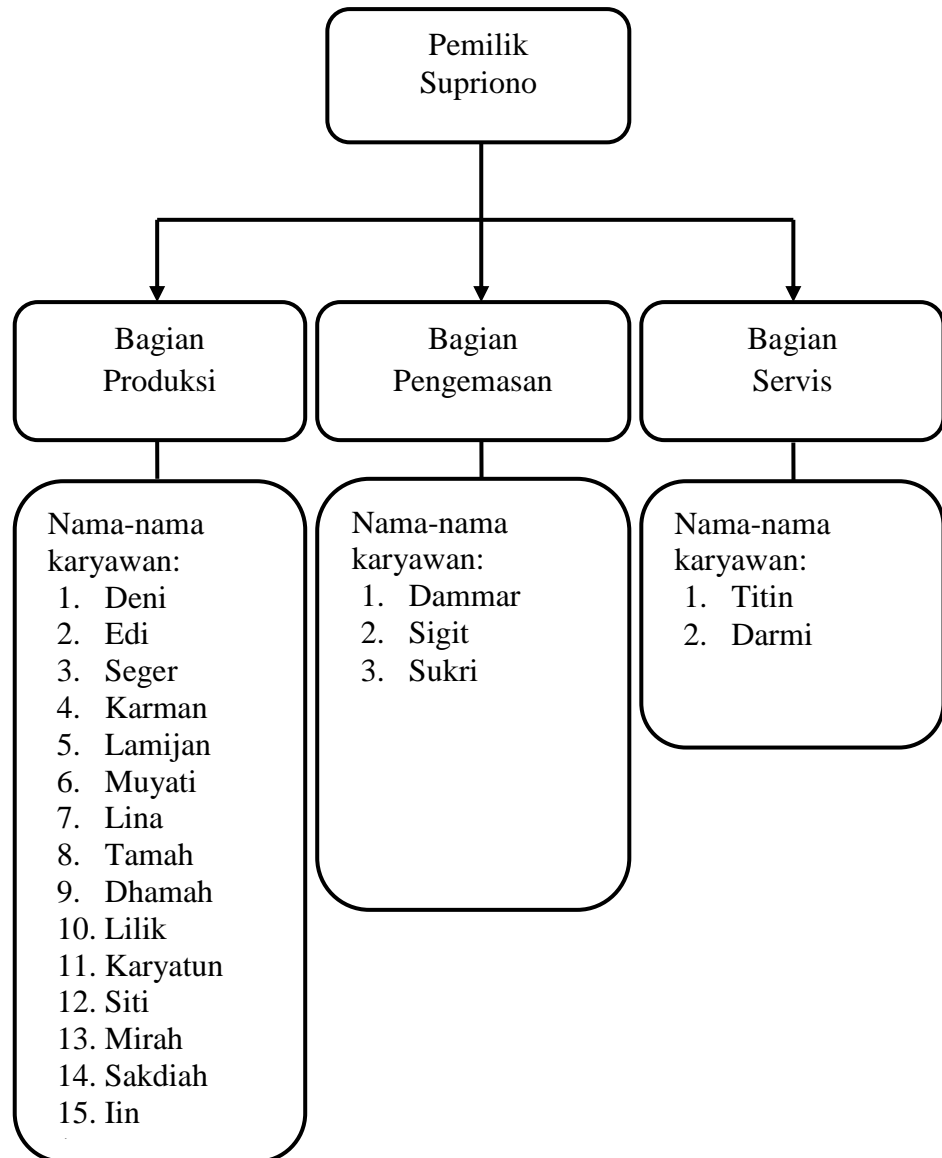 Pemilik
Supriono
Bagian
Produksi
Bagian
Pengemasan
Bagian
Servis
Nama-nama
karyawan:
1. Deni
2. Edi
3. Seger
4. Karman
5. Lamijan
6. Muyati
7. Lina
8. Tamah
9. Dhamah
10. Lilik
11. Karyatun
12. Siti
13. Mirah
14. Sakdiah
15. Iin
Nama-nama
karyawan:
1. Dammar
2. Sigit
3. Sukri
Nama-nama
karyawan:
1. Titin
2. Darmi